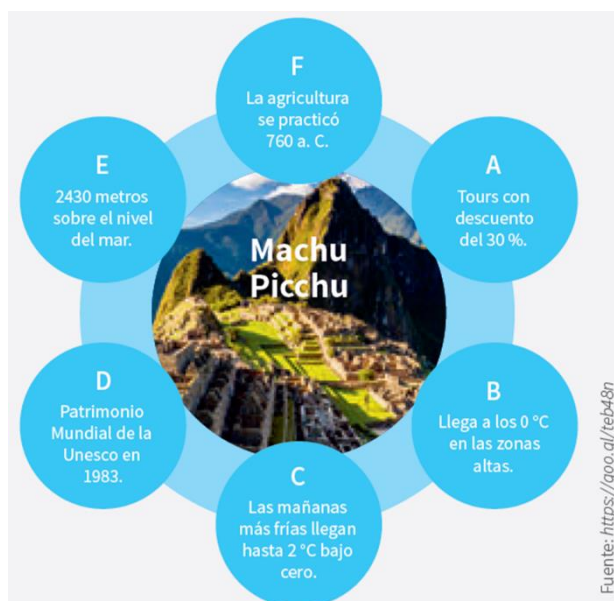 F
La agricultura
se practicó
760 a. C.
E
2430 metros
sobre el nivel
del mar.
A
Tours con
descuento
del 30 %.
Machu
Picchu
D
Patrimonio
Mundial de la
Unesco en
1983.
B
Llega a los 0 °C
en las zonas
altas.
C
Las mañanas
más frías llegan
hasta 2 °C bajo
cero.
Fuente: https://goo.gl/teb48n